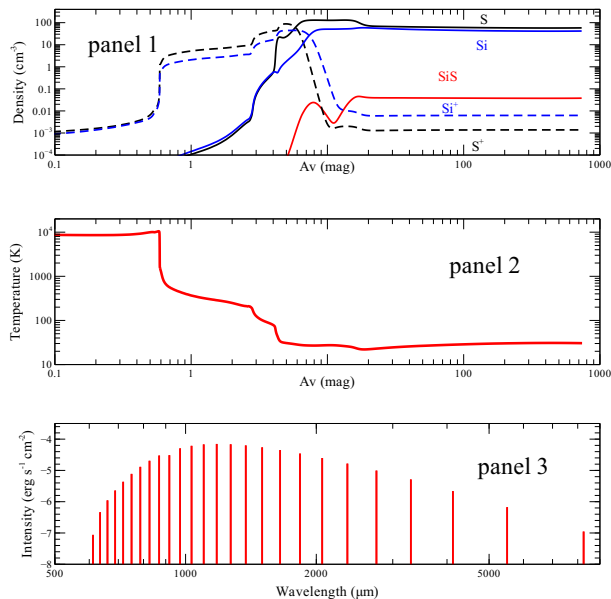 100
10
1
0.1
0.01
10⁻³
10⁻⁴
Density (cm⁻³)
panel 1
S
Si
SiS
Si⁺
S⁺
0.1 1 10 100 1000
Av (mag)
10⁴
1000
100
10
Temperature (K)
panel 2
0.1 1 10 100 1000
Av (mag)
−4
−5
−6
−7
−8
Intensity (erg s⁻¹ cm⁻²)
panel 3
500 1000 2000 5000
Wavelength (μm)